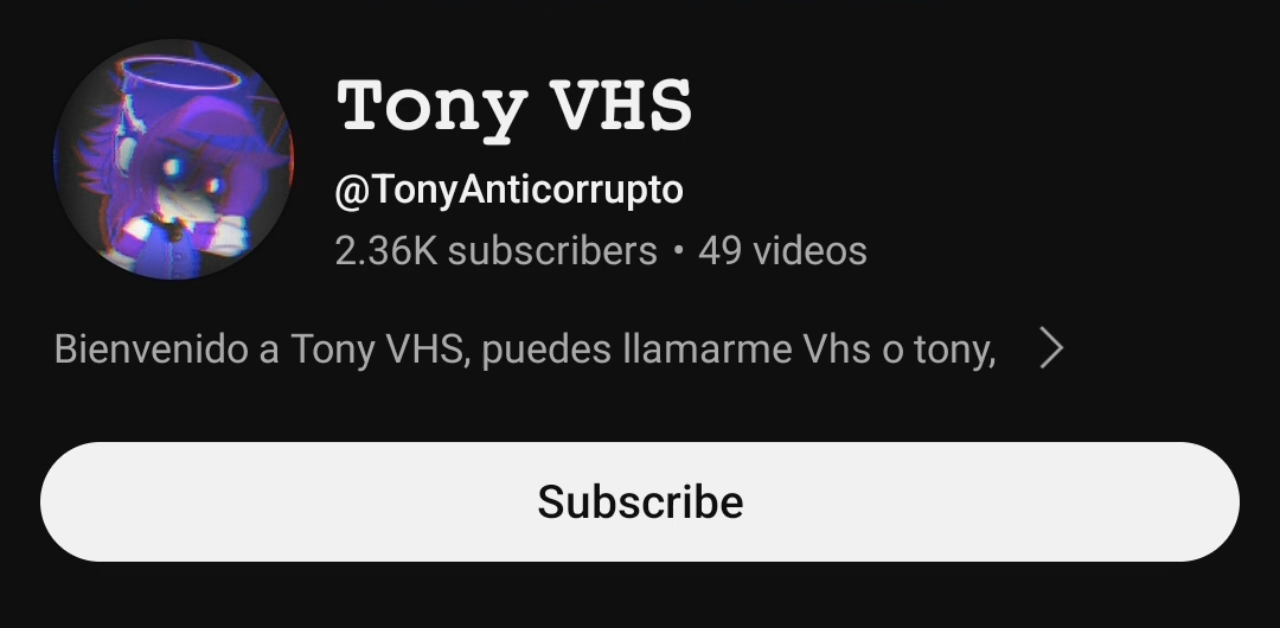 Tony VHS
@TonyAnticorrupto
2.36K subscribers • 49 videos
Bienvenido a Tony VHS, puedes llamarme Vhs o tony,
Subscribe